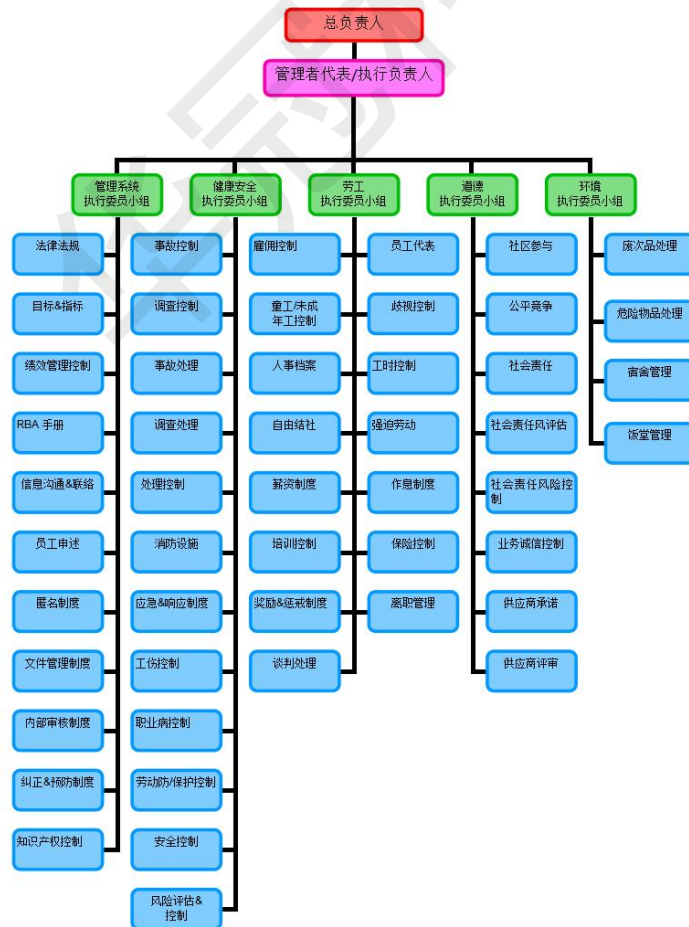 总负责人
管理者代表/执行负责人
管理系统
执行委员小组
健康安全
执行委员小组
劳工
执行委员小组
道德
执行委员小组
环境
执行委员小组
法律法规
目标&指标
绩效管理控制
RBA 手册
信息沟通&联络
员工申述
匿名制度
文件管理制度
内部审核制度
纠正&预防制度
知识产权控制
事故控制
调查控制
事故处理
调查处理
处理控制
消防设施
应急&响应制度
工伤控制
职业病控制
劳动防/保护控制
安全控制
风险评估&
控制
雇佣控制
童工/未成
年工控制
人事档案
自由结社
薪资制度
培训控制
奖励&惩戒制度
谈判处理
员工代表
歧视控制
工时控制
强迫劳动
作息制度
保险控制
离职管理
社区参与
公平竞争
社会责任
社会责任风评估
社会责任风险控
制
业务诚信控制
供应商承诺
供应商评审
废次品处理
危险物品处理
宿舍管理
饭堂管理